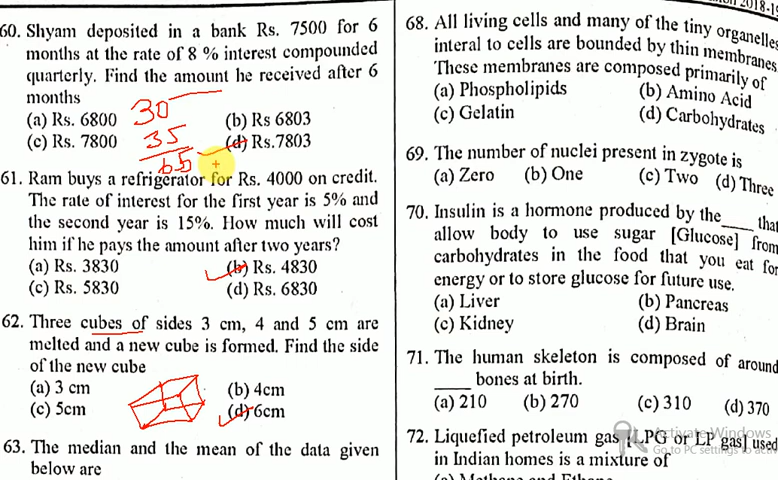 60. Shyam deposited in a bank Rs. 7500 for 6
months at the rate of 8 % interest compounded
quarterly. Find the amount he received after 6
months
30
(a) Rs. 6800 (b) Rs 6803
35
(c) Rs. 7800 (d) Rs.7803
65
61. Ram buys a refrigerator for Rs. 4000 on credit.
The rate of interest for the first year is 5% and
the second year is 15%. How much will cost
him if he pays the amount after two years?
(a) Rs. 3830 (b) Rs. 4830
(c) Rs. 5830 (d) Rs. 6830
62. Three cubes of sides 3 cm, 4 and 5 cm are
melted and a new cube is formed. Find the side
of the new cube
(a) 3 cm (b) 4cm
(c) 5cm (d) 6cm
63. The median and the mean of the data given
below are
2018-19
68. All living cells and many of the tiny organelles
interal to cells are bounded by thin membranes
These membranes are composed primarily of
(a) Phospholipids (b) Amino Acid
(c) Gelatin (d) Carbohydrates
69. The number of nuclei present in zygote is
(a) Zero (b) One (c) Two (d) Three
70. Insulin is a hormone produced by the____ that
allow body to use sugar [Glucose] from
carbohydrates in the food that you eat for
energy or to store glucose for future use.
(a) Liver (b) Pancreas
(c) Kidney (d) Brain
71. The human skeleton is composed of around
____ bones at birth.
(a) 210 (b) 270 (c) 310 (d) 370
72. Liquefied petroleum gas [LPG or LP gas] used
in Indian homes is a mixture of
(a) Methane and Ethane
Activate Windows
Go to PC settings to activ